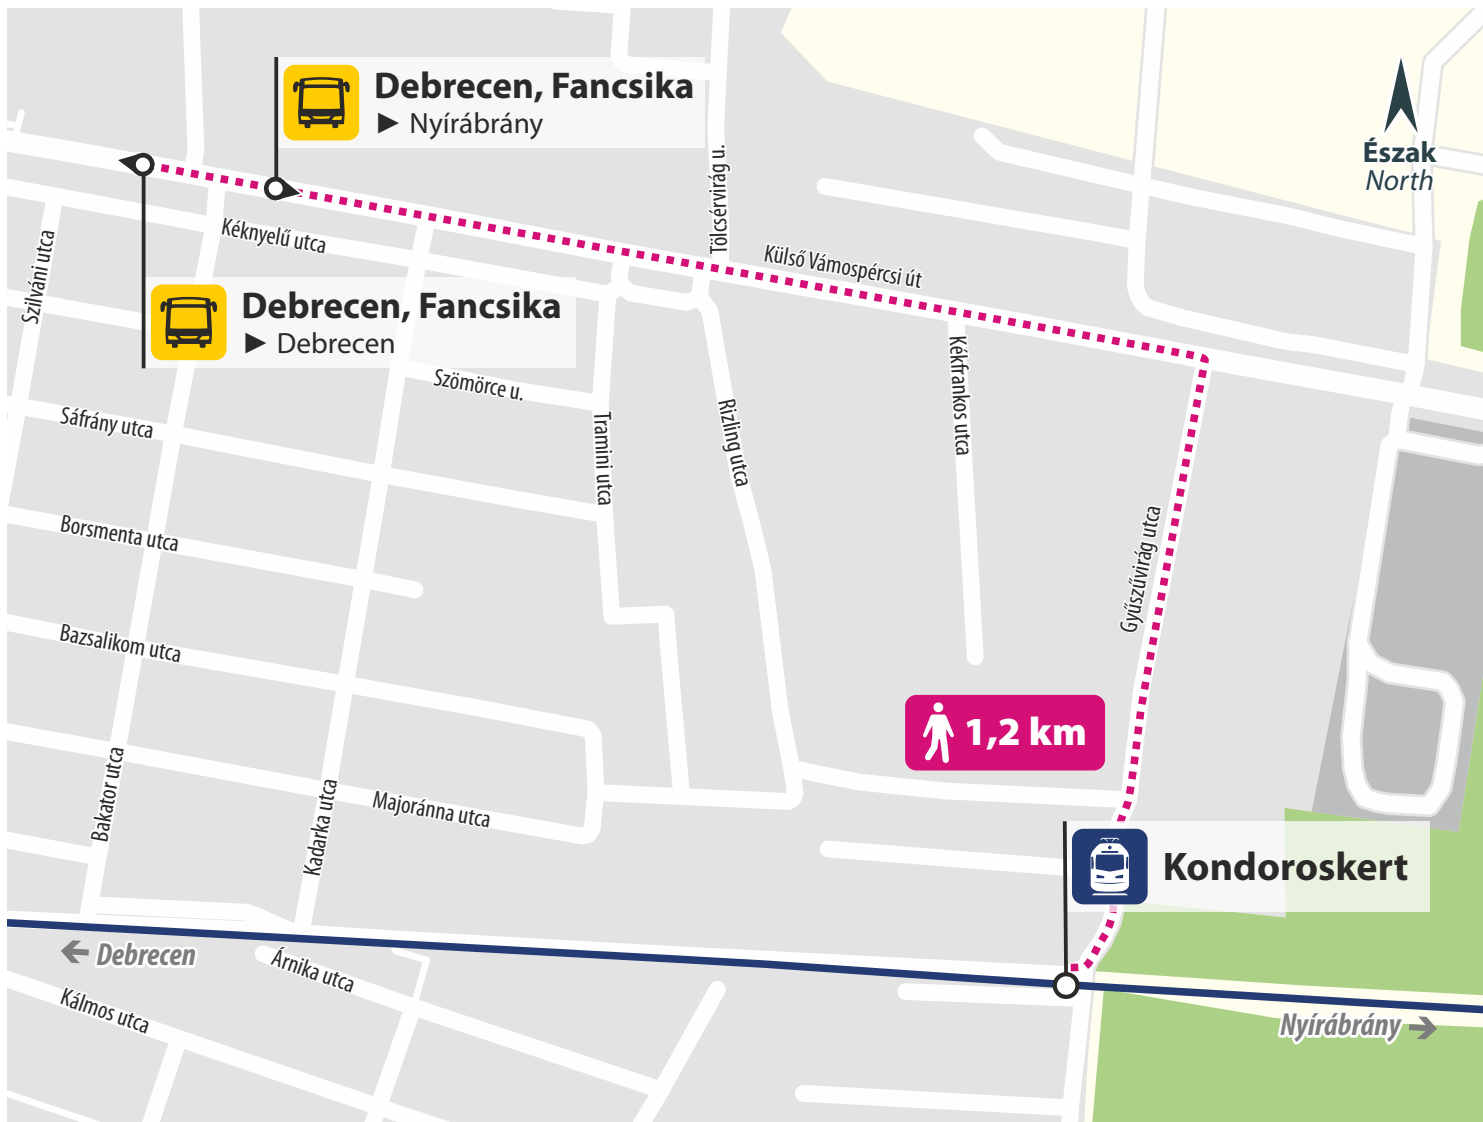 Debrecen, Fancsika
► Nyírábrány
Észak
North
Tölcsérvirág u.
Kéknyelű utca
Külső Vámospércsi út
Szilváni utca
Debrecen, Fancsika
► Debrecen
Szömörce u.
Kékfrankos utca
Sáfrány utca
Tramini utca
Rizling utca
Borsmenta utca
Gyűszűvirág utca
Bazsalikom utca
1,2 km
Bakator utca
Kadarka utca
Majoránna utca
Kondoroskert
← Debrecen
Árnika utca
Kálmos utca
Nyírábrány →